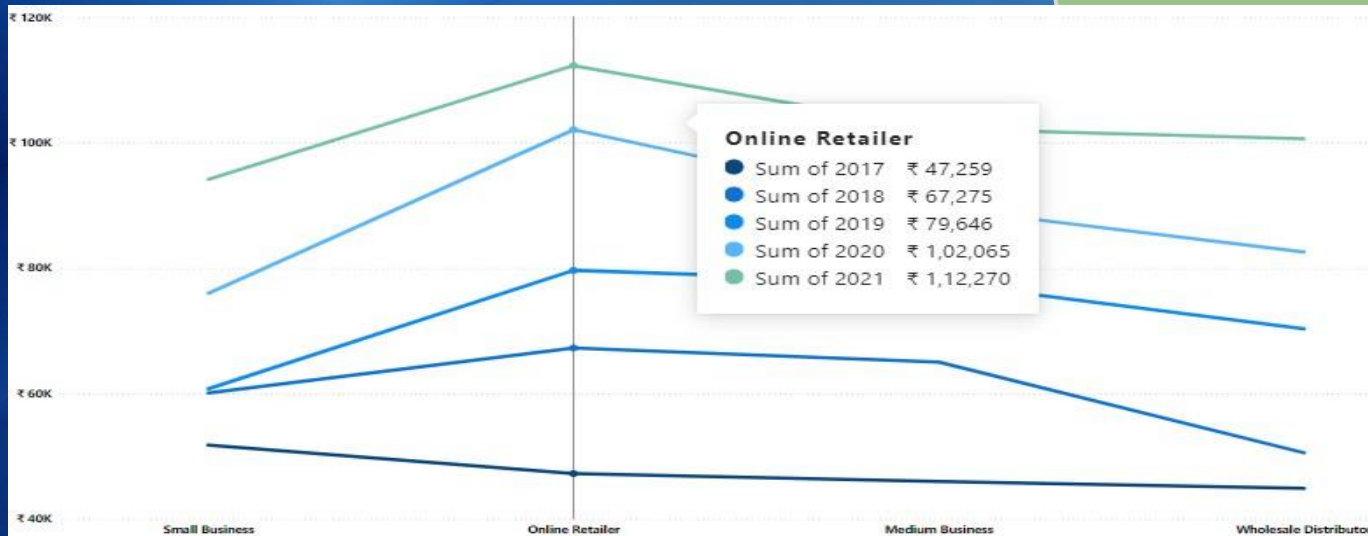 ₹ 120K
₹ 100K
₹ 80K
₹ 60K
₹ 40K
Online Retailer
Sum of 2017 ₹ 47,259
Sum of 2018 ₹ 67,275
Sum of 2019 ₹ 79,646
Sum of 2020 ₹ 1,02,065
Sum of 2021 ₹ 1,12,270
Small Business Online Retailer Medium Business Wholesale Distributor